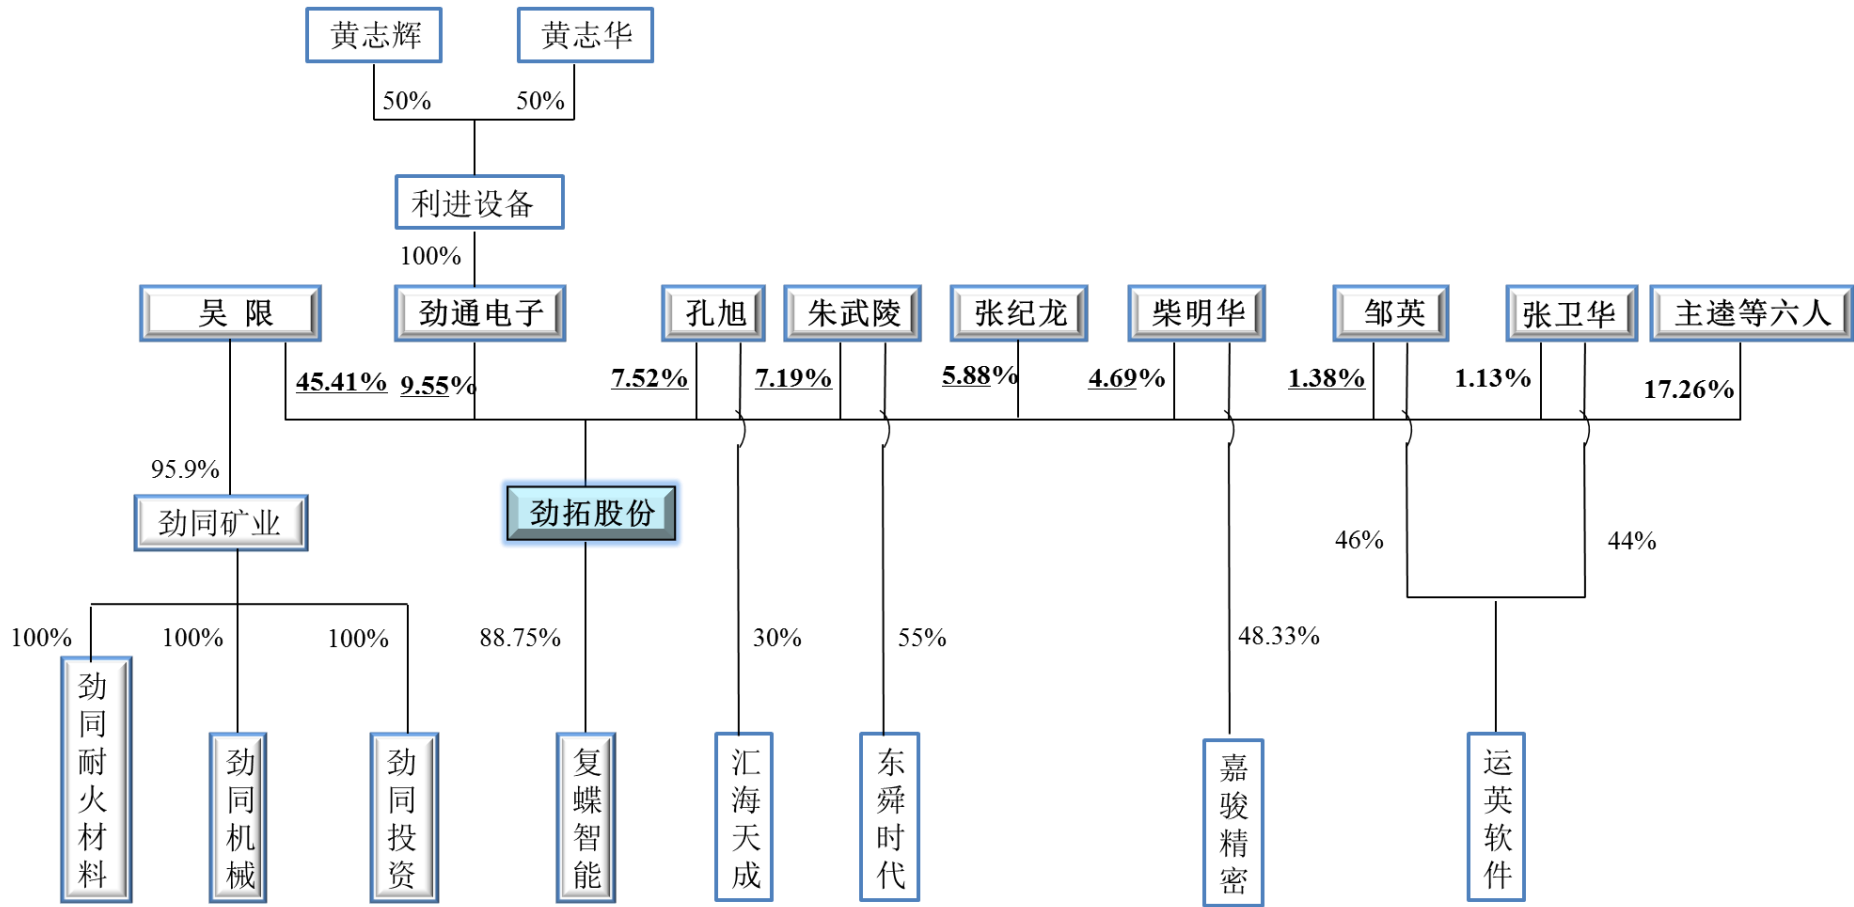 黄志辉
黄志华
50%
50%
利进设备
100%
吴 限
劲通电子
孔旭
朱武陵
张纪龙
柴明华
邹英
张卫华
主逵等六人
45.41%
9.55%
7.52%
7.19%
5.88%
4.69%
1.38%
1.13%
17.26%
95.9%
劲同矿业
劲拓股份
46%
44%
100%
100%
100%
88.75%
30%
55%
48.33%
劲同耐火材料
劲同机械
劲同投资
复蝶智能
汇海天成
东舜时代
嘉骏精密
运英软件